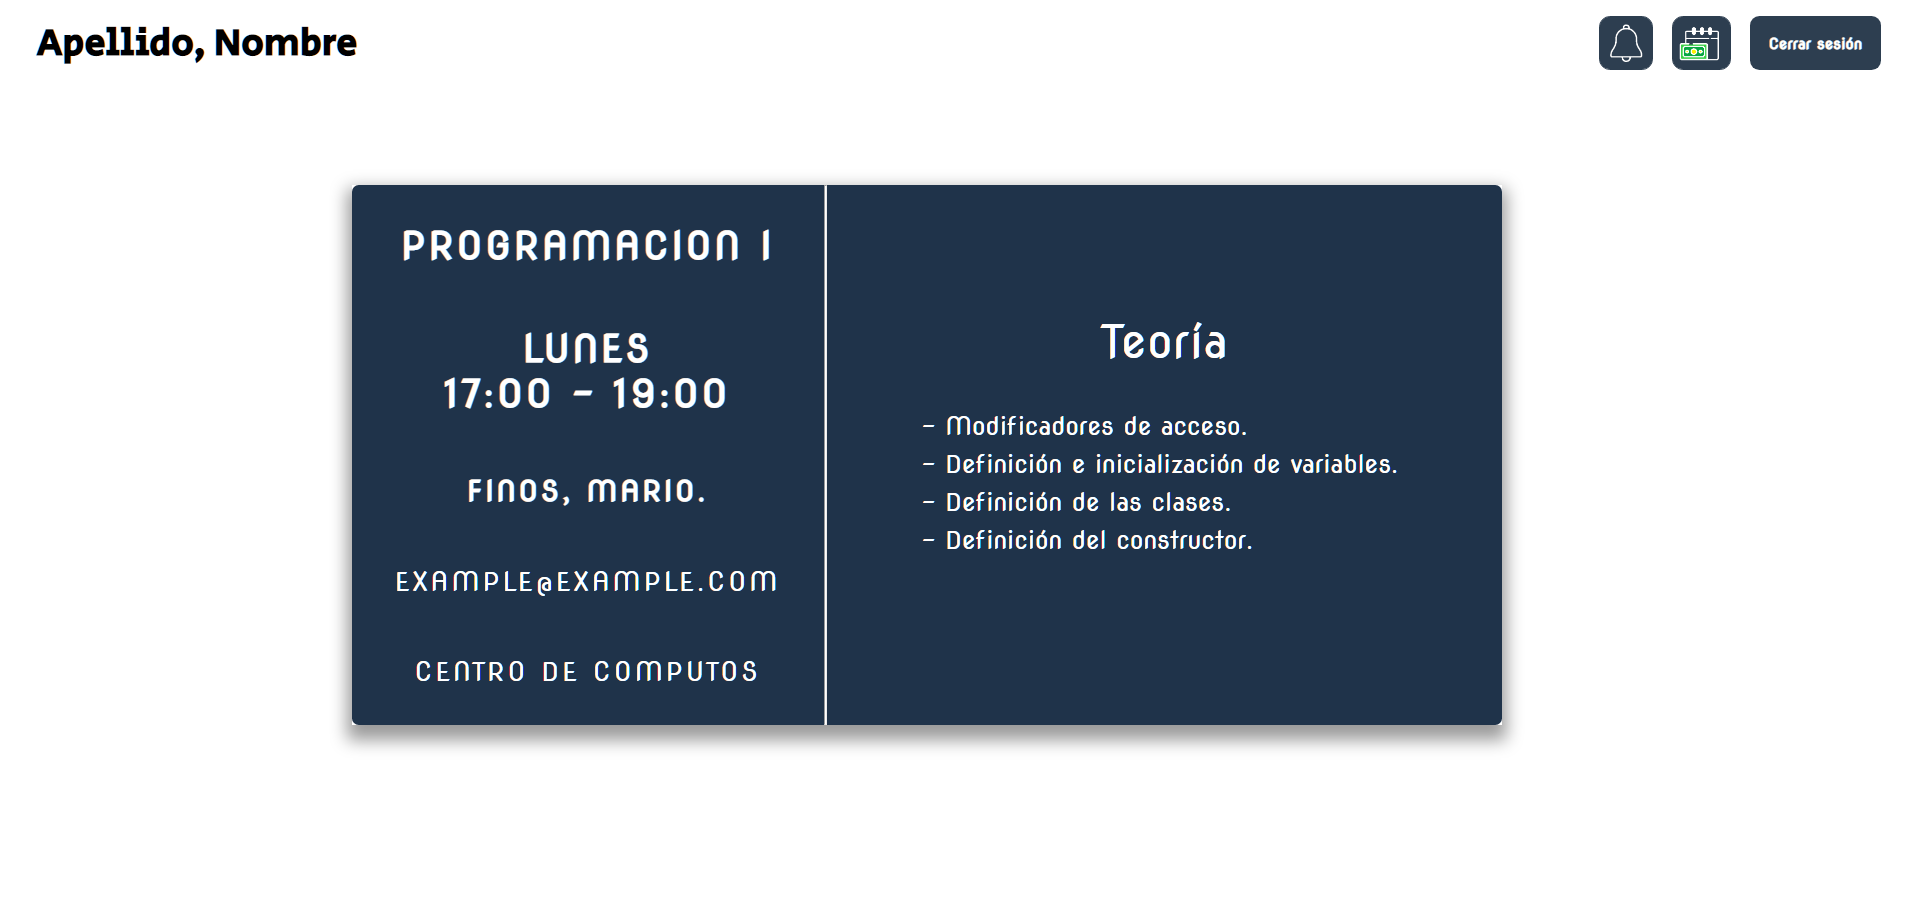 Apellido, Nombre
Cerrar sesión
PROGRAMACION I
LUNES
17:00 - 19:00
FINOS, MARIO.
EXAMPLE@EXAMPLE.COM
CENTRO DE COMPUTOS
Teoría
- Modificadores de acceso.
- Definición e inicialización de variables.
- Definición de las clases.
- Definición del constructor.